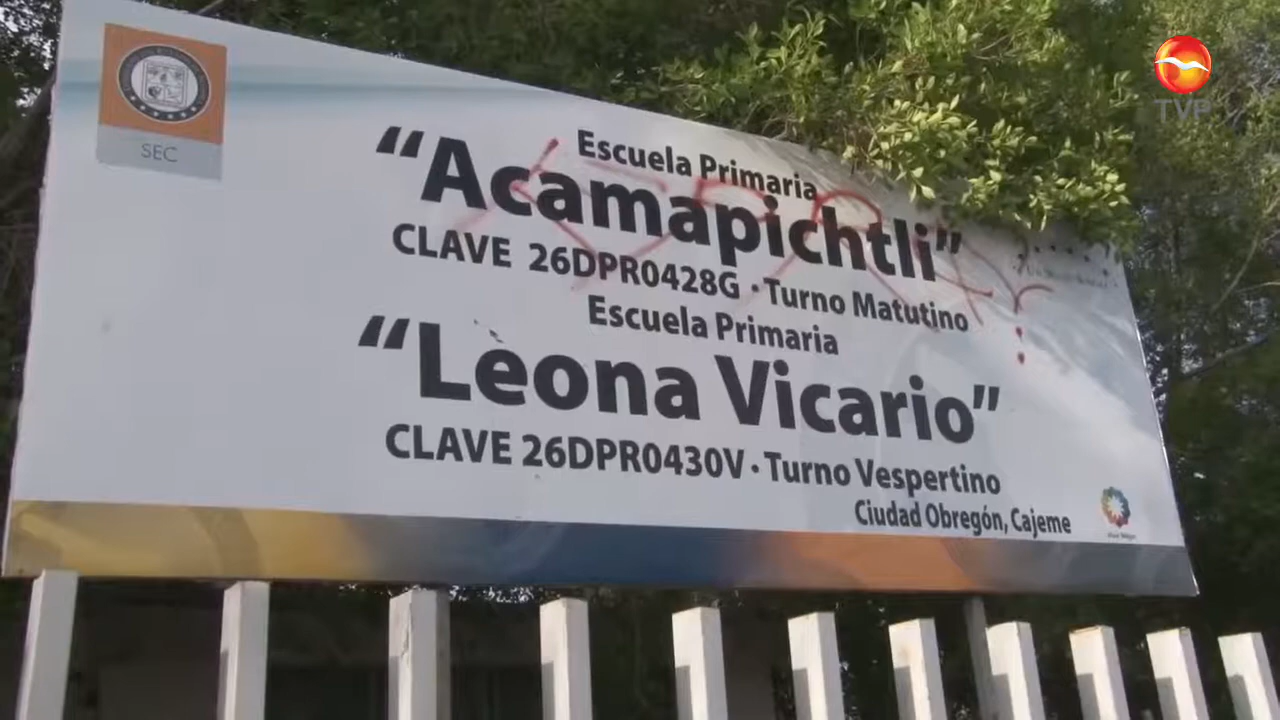 TVP
SEC
Escuela Primaria
“Acamapichtli”
CLAVE 26DPR0428G • Turno Matutino
Escuela Primaria
“Leona Vicario”
CLAVE 26DPR0430V • Turno Vespertino
Ciudad Obregón, Cajeme